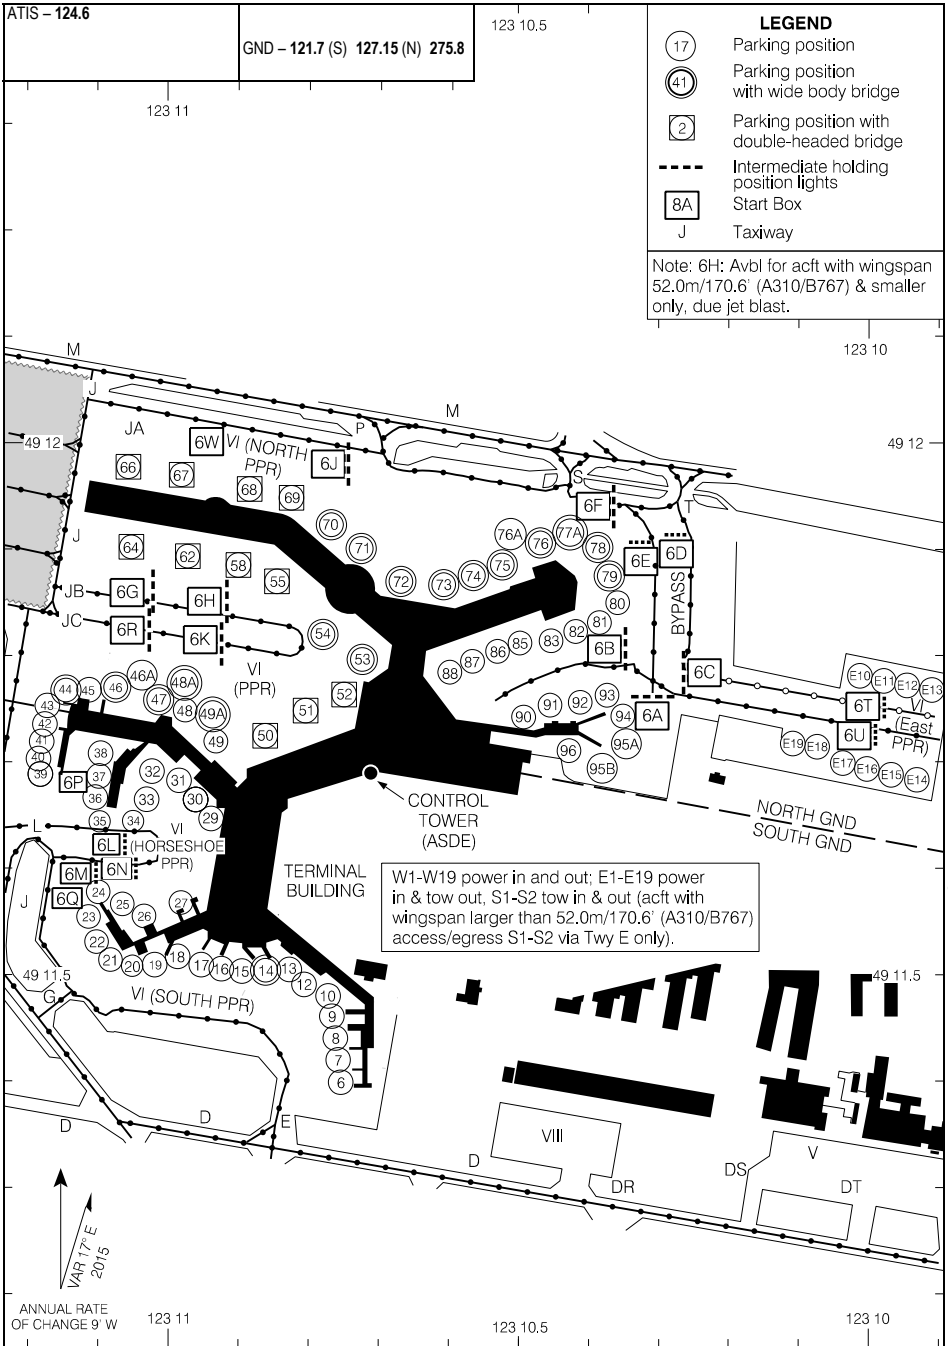 ATIS – 124.6
GND – 121.7 (S) 127.15 (N) 275.8
123 10.5
123 11
LEGEND
17 Parking position
41 Parking position
with wide body bridge
2 Parking position with
double-headed bridge
Intermediate holding
position lights
8A Start Box
J Taxiway
Note: 6H: Avbl for acft with wingspan
52.0m/170.6' (A310/B767) & smaller
only, due jet blast.
123 10
M
J
M
P
JA
6W
VI (NORTH
PPR)
49 12
49 12
6J
66
67
68
69
70
71
S
6F
T
J
64
62
58
55
72
73
74
75
76A
76
77A
78
79
80
6E
6D
BYPASS
JB
6G
6H
JC
6R
6K
54
53
81
82
83
85
86
87
88
6B
6C
VI
(PPR)
52
51
50
46A
48A
44
45
46
47
48
49A
49
43
42
41
40
39
E10
E11
E12
E13
6T
VI
(East
PPR)
6U
6A
90
91
92
93
94
95A
95B
96
E19
E18
E17
E16
E15
E14
38
37
36
35
34
33
32
31
30
29
6P
L
6L
VI
(HORSESHOE
PPR)
6M
6N
6Q
CONTROL
TOWER
(ASDE)
NORTH GND
SOUTH GND
TERMINAL
BUILDING
W1-W19 power in and out; E1-E19 power
in & tow out, S1-S2 tow in & out (acft with
wingspan larger than 52.0m/170.6' (A310/B767)
access/egress S1-S2 via Twy E only).
J
24
25
26
27
23
22
21
20
19
18
17
16
15
14
13
12
10
9
8
7
6
49 11.5
49 11.5
G
VI (SOUTH PPR)
D
D
E
D
VIII
DR
DS
V
DT
VAR 17° E
2015
ANNUAL RATE
OF CHANGE 9' W
123 11
123 10.5
123 10